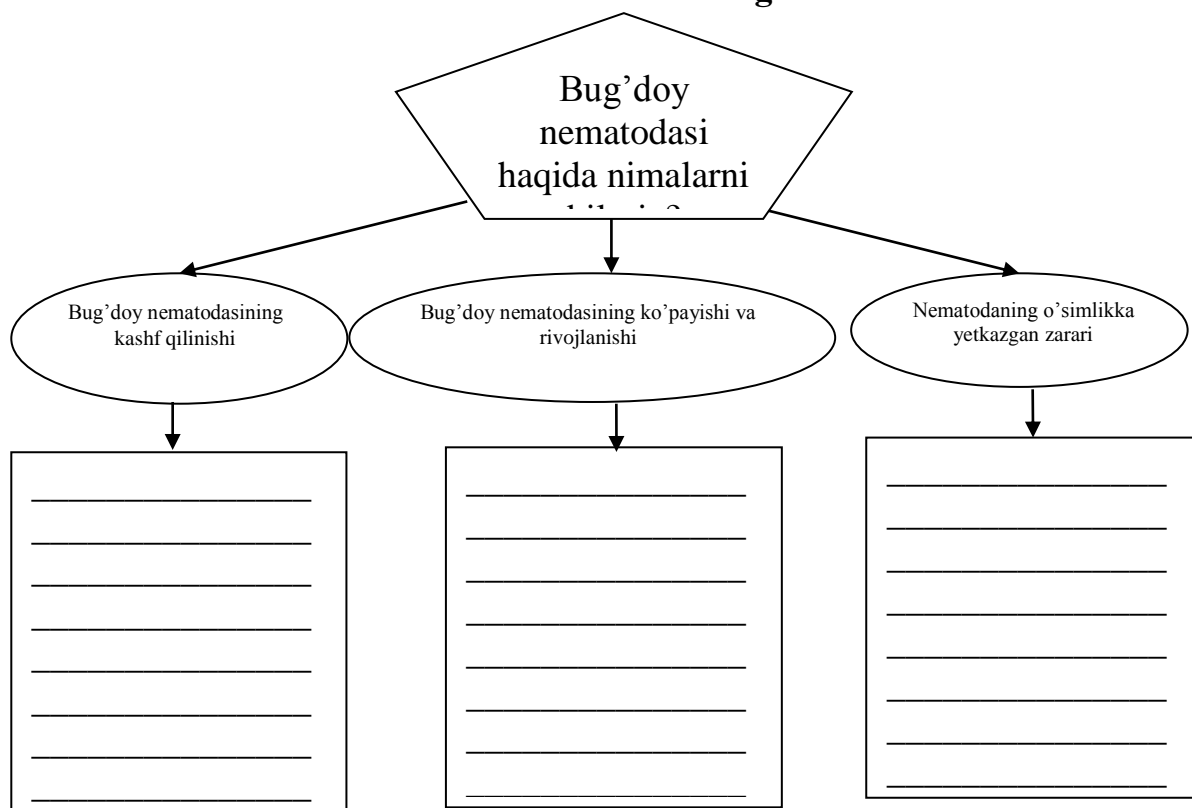 Bug’doy
nematodasi
haqida nimalarni
Bug’doy nematodasining
kashf qilinishi
Bug’doy nematodasining ko’payishi va
rivojlanishi
Nematodaning o’simlikka
yetkazgan zarari